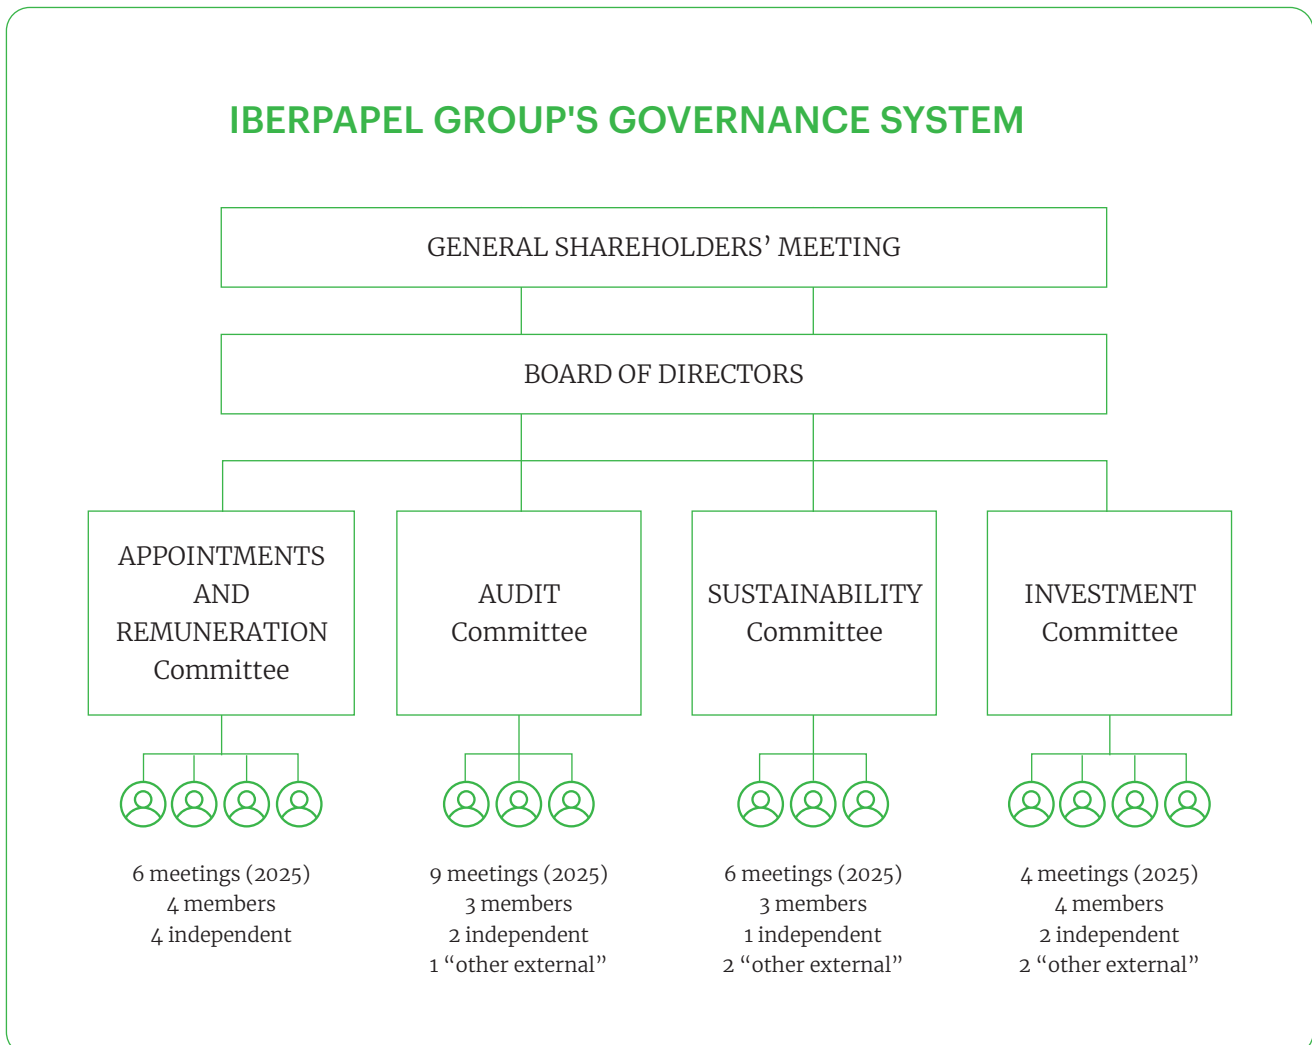 IBERPAPEL GROUP'S GOVERNANCE SYSTEM
GENERAL SHAREHOLDERS’ MEETING
BOARD OF DIRECTORS
APPOINTMENTS
AND
REMUNERATION
Committee
AUDIT
Committee
SUSTAINABILITY
Committee
INVESTMENT
Committee
6 meetings (2025)
4 members
4 independent
9 meetings (2025)
3 members
2 independent
1 “other external”
6 meetings (2025)
3 members
1 independent
2 “other external”
4 meetings (2025)
4 members
2 independent
2 “other external”